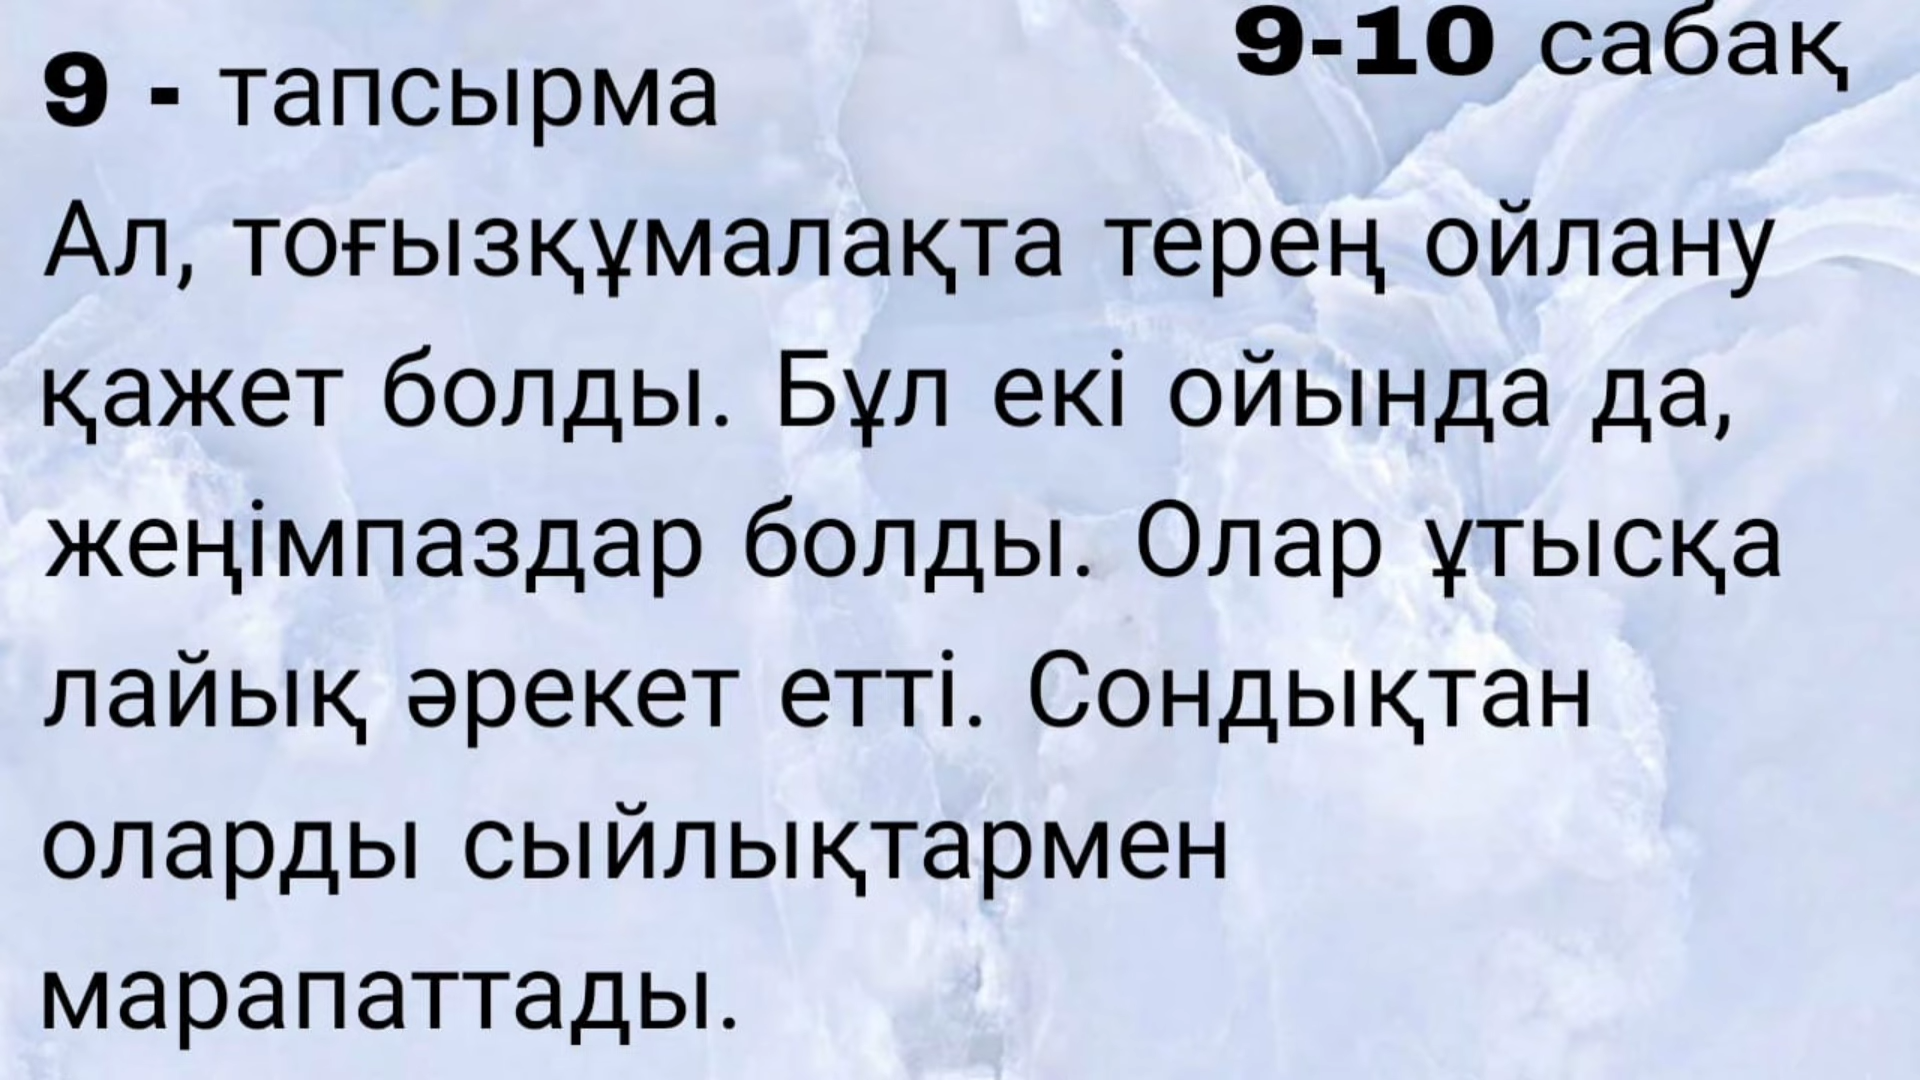 9-10 сабақ
9 - тапсырма
Ал, тоғызқұмалақта терең ойлану
қажет болды. Бұл екі ойында да,
жеңімпаздар болды. Олар ұтысқа
лайық әрекет етті. Сондықтан
оларды сыйлықтармен
марапаттады.